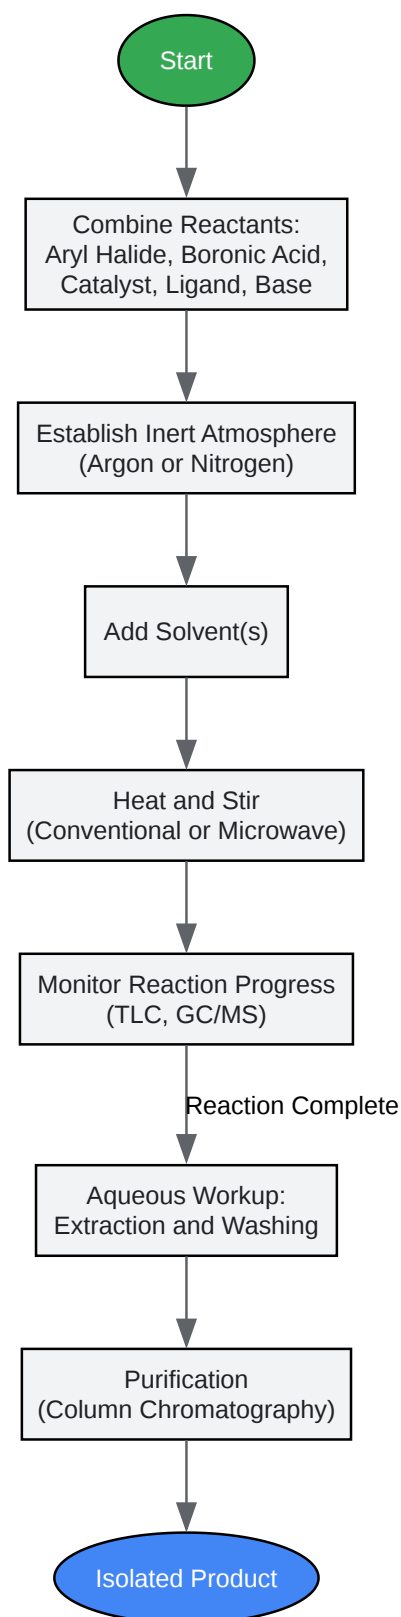 Start
Combine Reactants:
Aryl Halide, Boronic Acid,
Catalyst, Ligand, Base
Establish Inert Atmosphere
(Argon or Nitrogen)
Add Solvent(s)
Heat and Stir
(Conventional or Microwave)
Monitor Reaction Progress
(TLC, GC/MS)
Reaction Complete
Aqueous Workup:
Extraction and Washing
Purification
(Column Chromatography)
Isolated Product